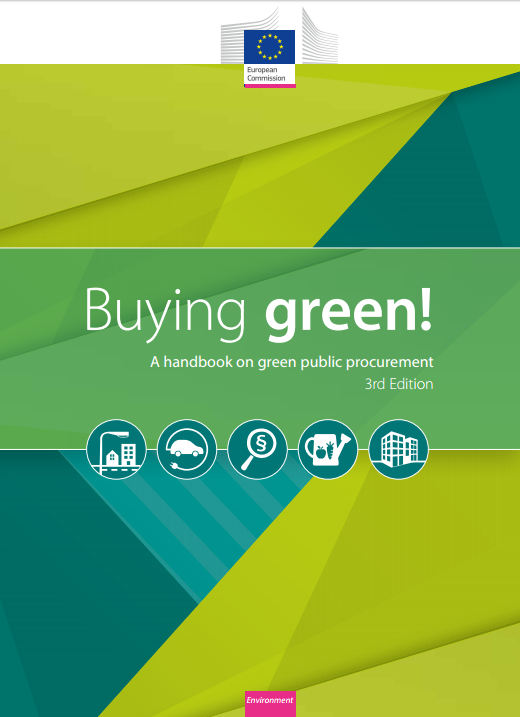 European
Commission
Buying green!
A handbook on green public procurement
3rd Edition
§
Environment